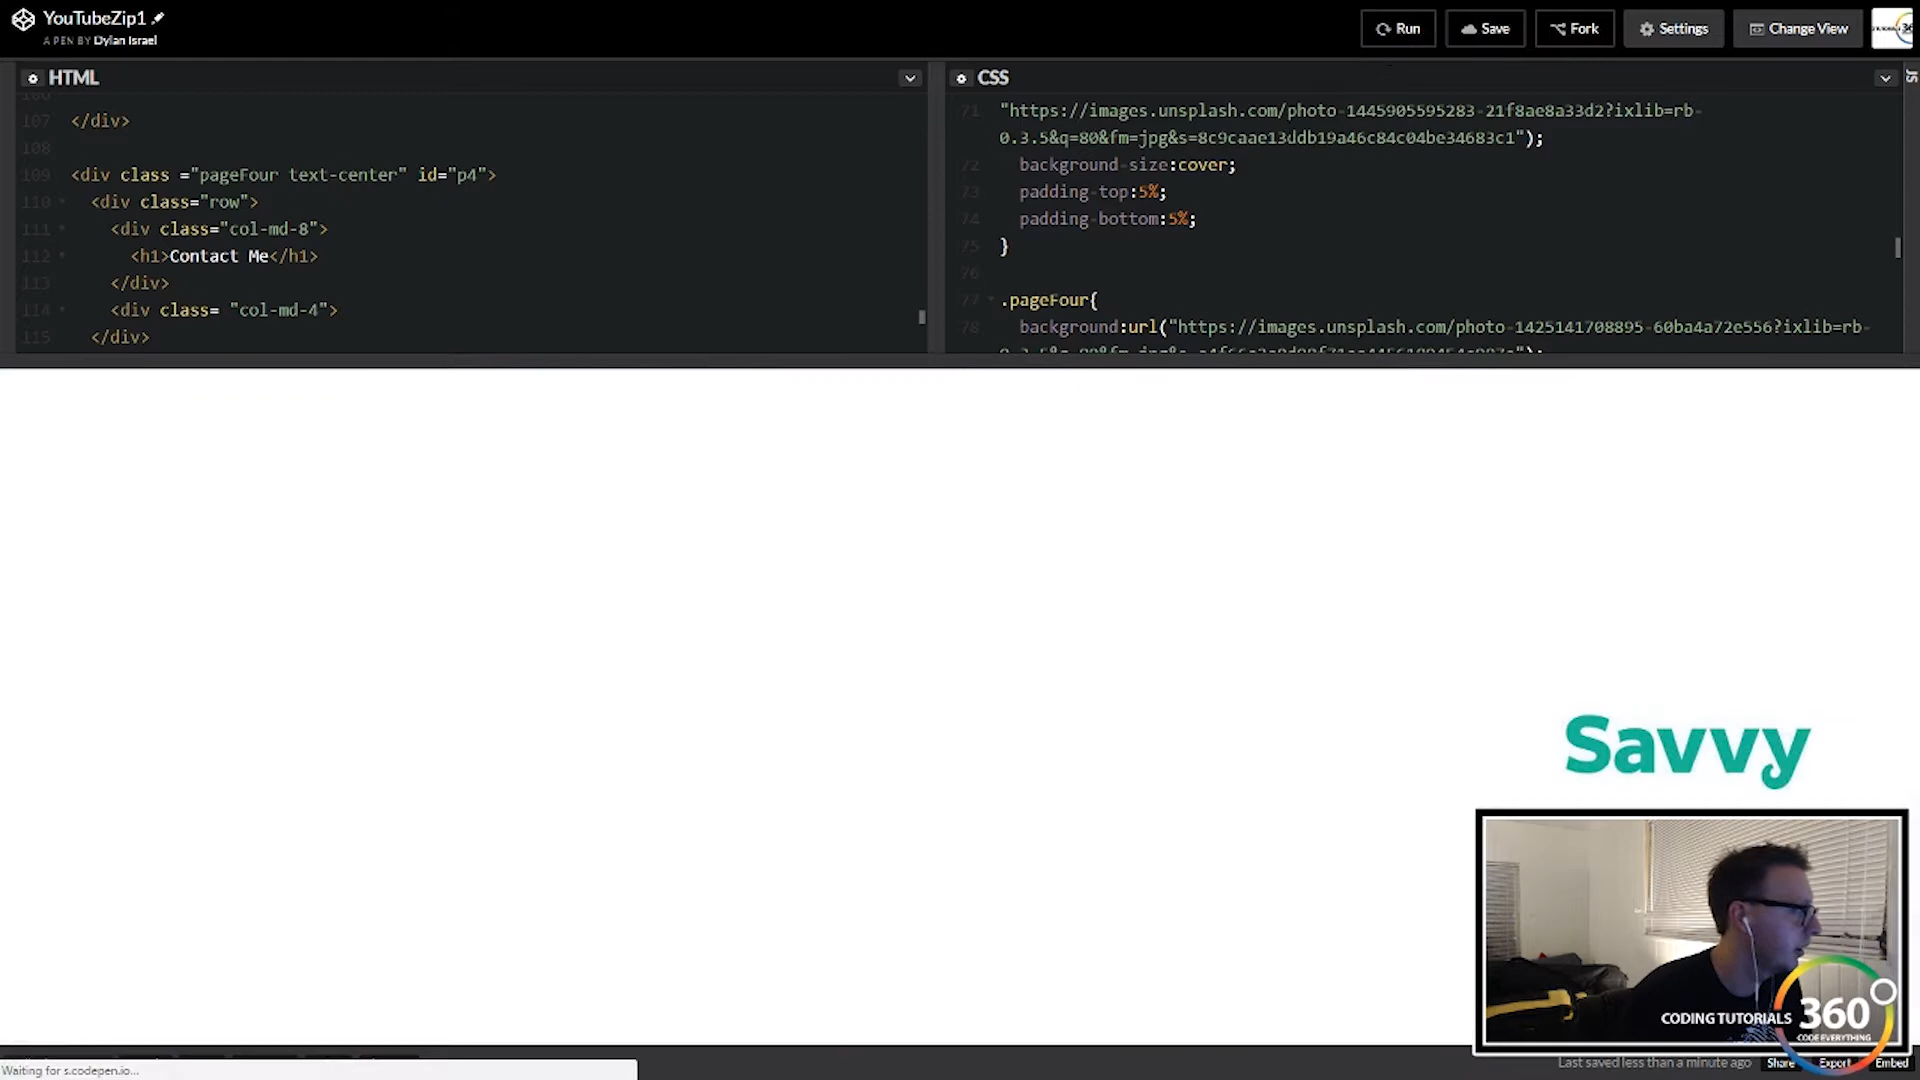 YouTubeZip1
A PEN BY Dylan Israel
Run
Save
Fork
Settings
Change View
HTML
107 </div>
108
109 <div class ="pageFour text-center" id="p4">
110 <div class="row">
111 <div class="col-md-8">
112 <h1>Contact Me</h1>
113 </div>
114 <div class= "col-md-4">
115 </div>
CSS
JS
71 "https://images.unsplash.com/photo-1445905595283-21f8ae8a33d2?ixlib=rb-
0.3.5&q=80&fm=jpg&s=8c9caae13ddb19a46c84c04be34683c1");
72 background-size:cover;
73 padding-top:5%;
74 padding-bottom:5%;
75 }
76
77 .pageFour{
78 background:url("https://images.unsplash.com/photo-1425141708895-60ba4a72e556?ixlib=rb-
Savvy
CODING TUTORIALS 360
CODE EVERYTHING
Waiting for s.codepen.io...
Last saved less than a minute ago
Share
Export
Embed